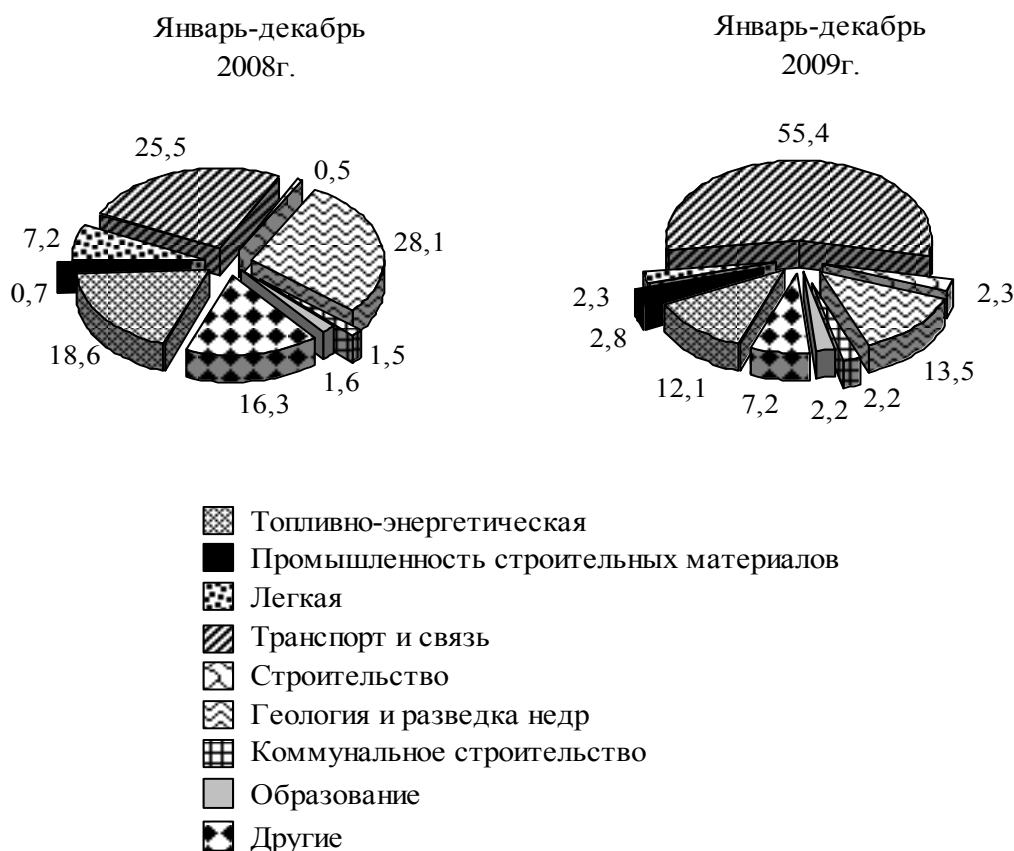 Январь-декабрь
2008г.
25,5
0,5
7,2
28,1
0,7
18,6
1,5
1,6
16,3
Январь-декабрь
2009г.
55,4
2,3
2,3
2,8
12,1
7,2
2,2
2,2
13,5
Топливно-энергетическая
Промышленность строительных материалов
Легкая
Транспорт и связь
Строительство
Геология и разведка недр
Коммунальное строительство
Образование
Другие